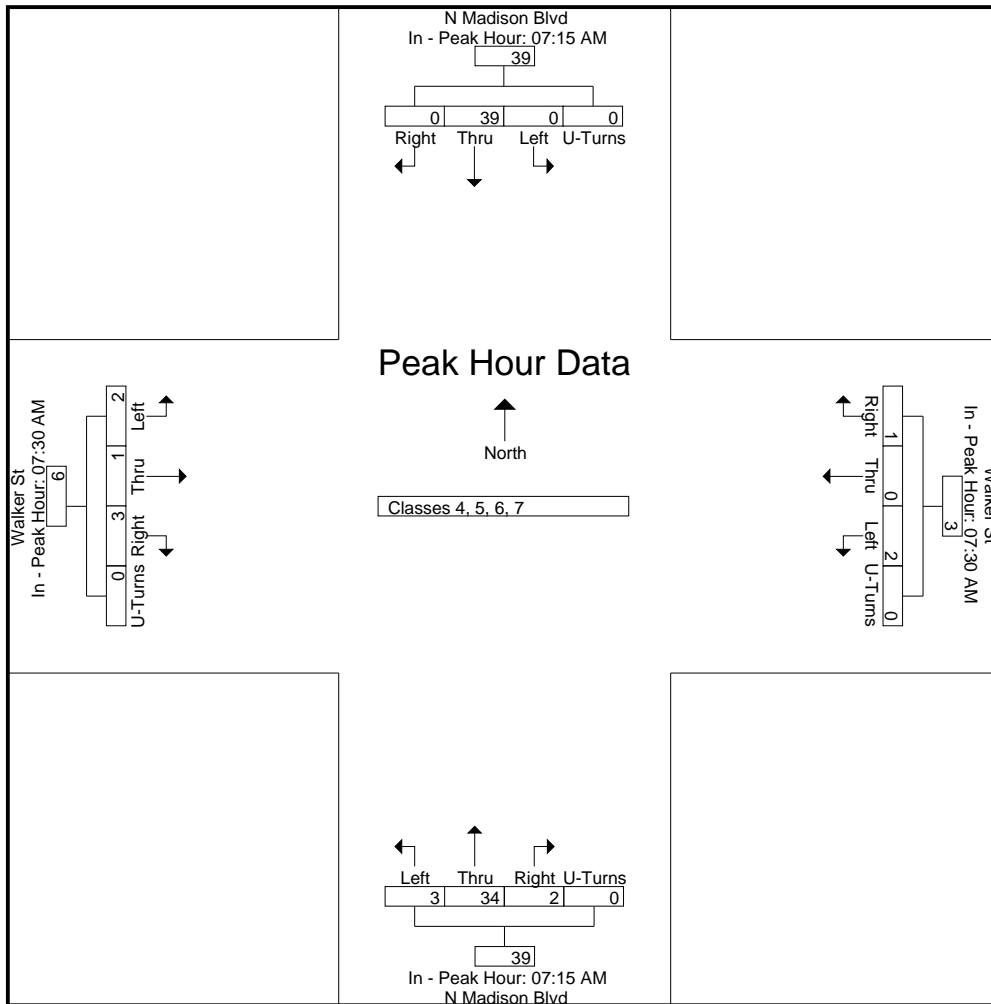 N Madison Blvd
In - Peak Hour: 07:15 AM
39
0 39 0 0
Right Thru Left U-Turns
Peak Hour Data
North
Classes 4, 5, 6, 7
Walker St
In - Peak Hour: 07:30 AM
6
2 1 3 0
Left Thru Right U-Turns
Walker St
In - Peak Hour: 07:30 AM
3
1 0 2 0
Right Thru Left U-Turns
Left Thru Right U-Turns
3 34 2 0
39
In - Peak Hour: 07:15 AM
N Madison Blvd